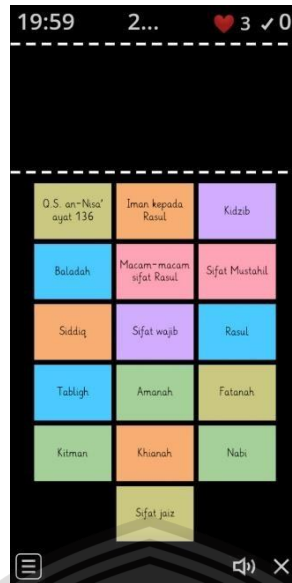 19:59 2... 3 ✓ 0
Q.S. an-Nisa'
ayat 136
Iman kepada
Rasul
Kidzib
Baladah
Macam-macam
sifat Rasul
Sifat Mustahil
Siddiq
Sifat wajib
Rasul
Tabligh
Amanah
Fatanah
Kitman
Khianah
Nabi
Sifat jaiz